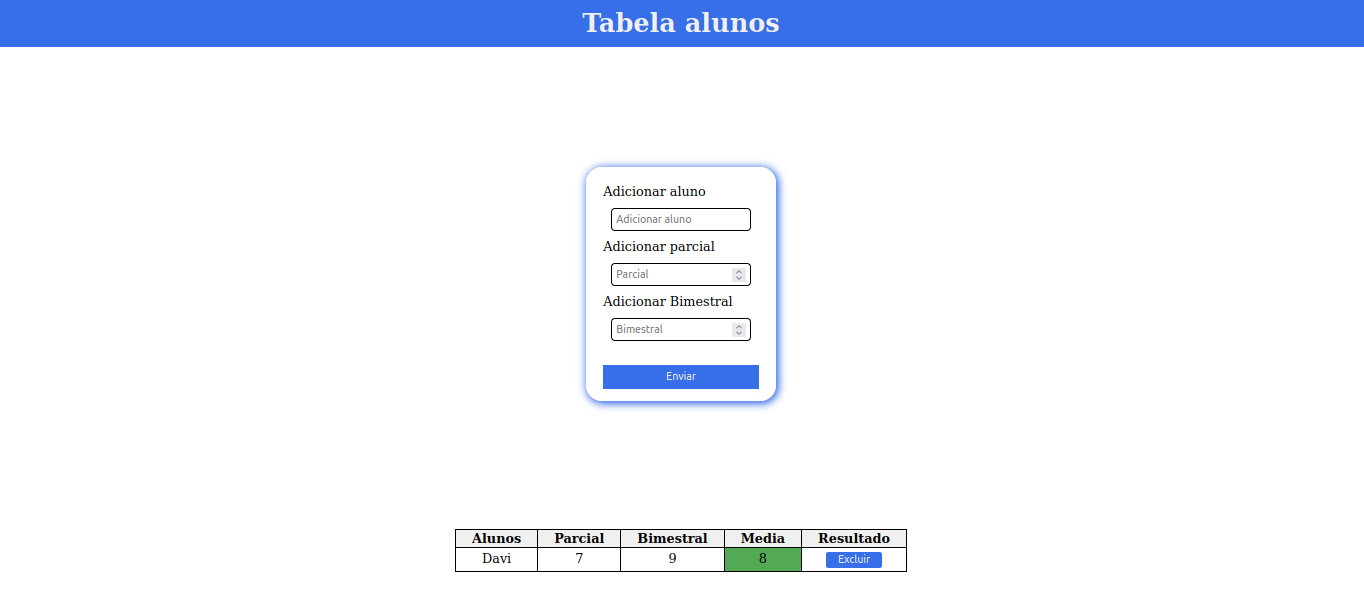 Tabela alunos
Adicionar aluno
Adicionar aluno
Adicionar parcial
Parcial
Adicionar Bimestral
Bimestral
Enviar
Alunos Parcial Bimestral Media Resultado
Davi 7 9 8 Excluir